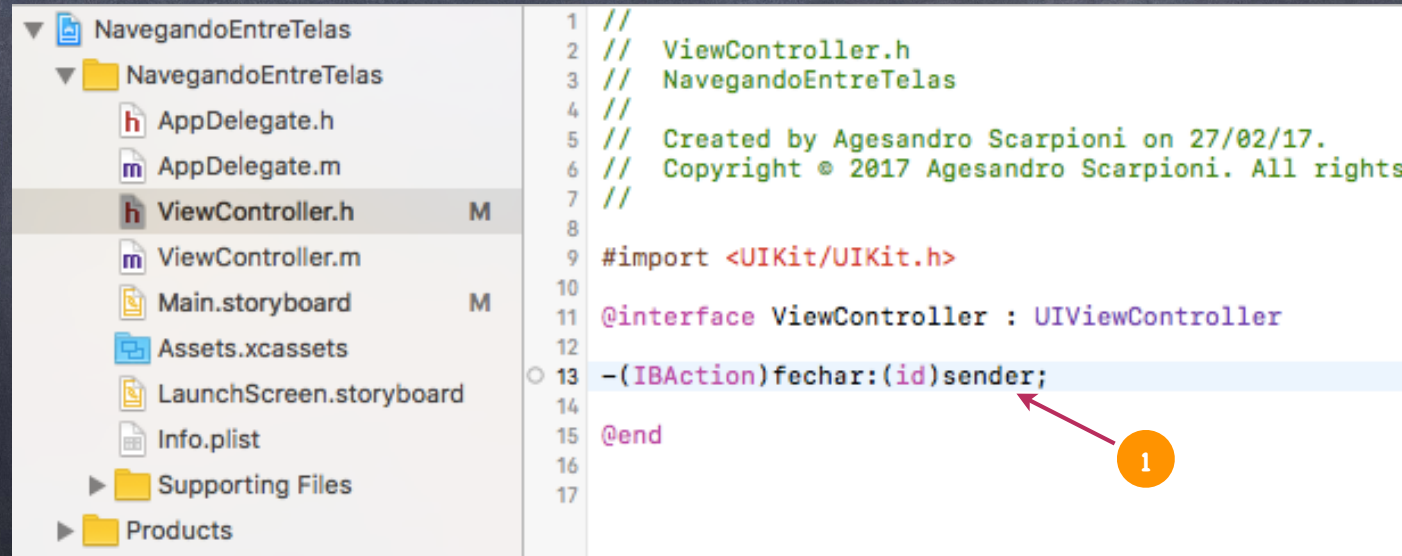 NavegandoEntreTelas
NavegandoEntreTelas
h AppDelegate.h
m AppDelegate.m
h ViewController.h M
m ViewController.m
Main.storyboard M
Assets.xcassets
LaunchScreen.storyboard
Info.plist
Supporting Files
Products
1 //
2 // ViewController.h
3 // NavegandoEntreTelas
4 //
5 // Created by Agesandro Scarpioni on 27/02/17.
6 // Copyright © 2017 Agesandro Scarpioni. All rights
7 //
8
9 #import <UIKit/UIKit.h>
10
11 @interface ViewController : UIViewController
12
13 -(IBAction)fechar:(id)sender;
14
15 @end
16
17
1